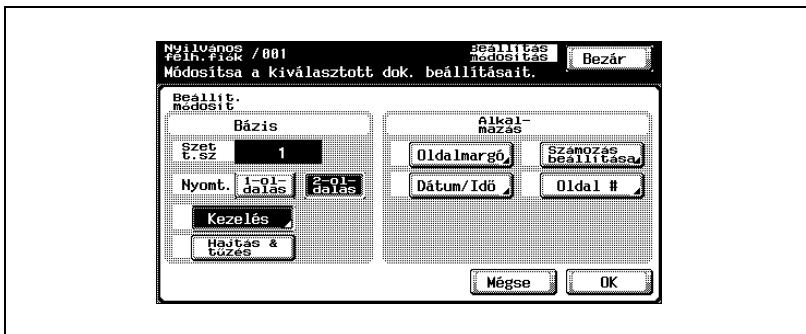 Nyilvános félh.fiók /001
Beállítás módosítás
Bezár
Módosítsa a kiválasztott dok. beállításait.
Beállít. módosít
Bázis
Szet t.sz
1
Nyomt.
1-ol-
dalas
2-ol-
dalas
Kezelés
Hajtás &
tűzés
Alkal-
mazás
Oldalmargó
Számozás
beállítása
Dátum/Idő
Oldal #
Mégse
OK